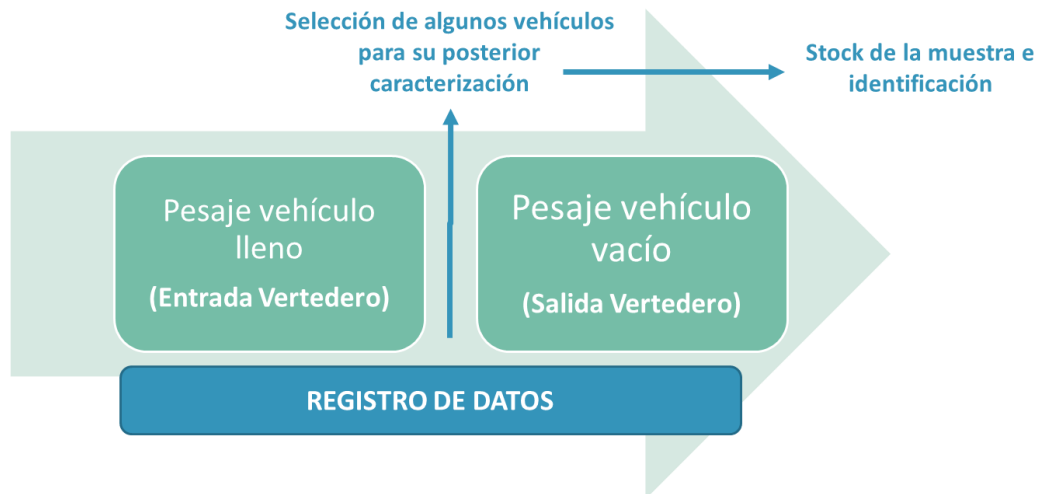 Selección de algunos vehículos
para su posterior
caracterización
Stock de la muestra e
identificación
Pesaje vehículo
lleno
(Entrada Vertedero)
Pesaje vehículo
vacío
(Salida Vertedero)
REGISTRO DE DATOS